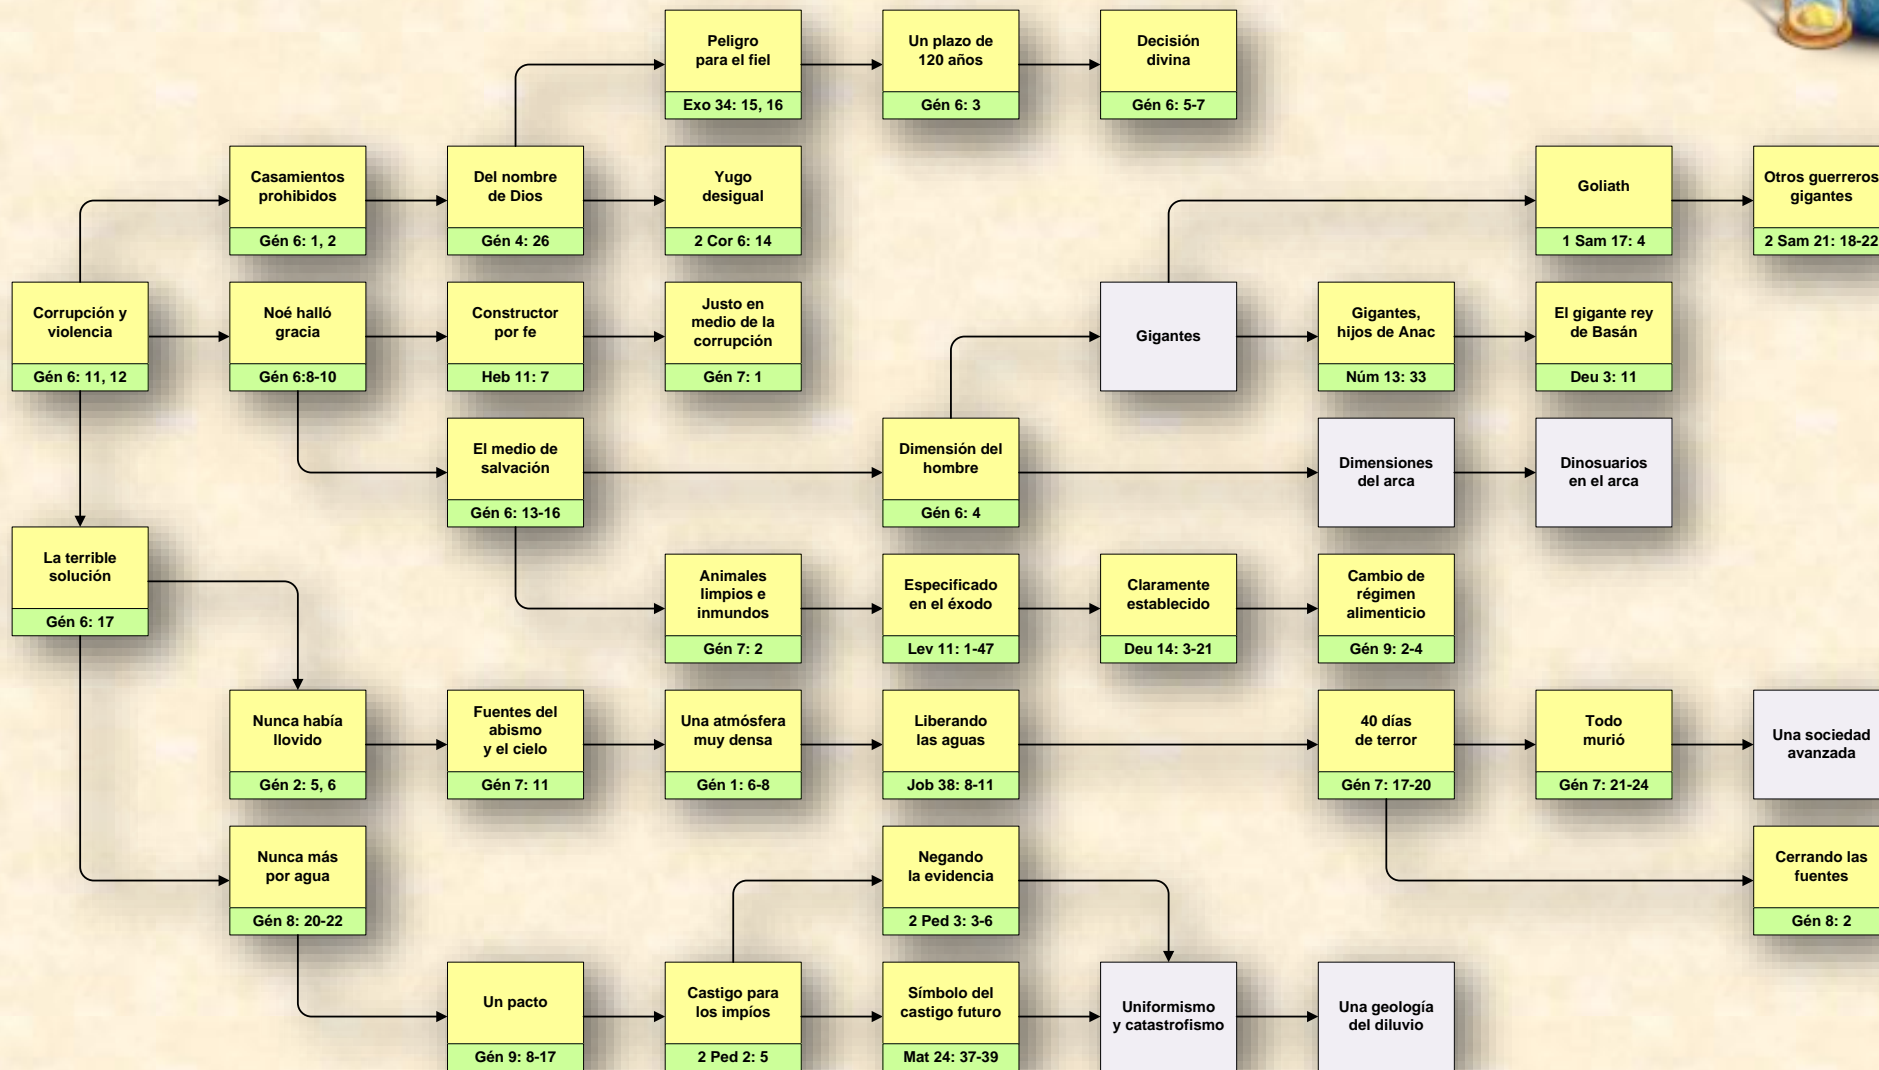 Peligro
para el fiel
Exo 34: 15, 16
Un plazo de
120 años
Gén 6: 3
Decisión
divina
Gén 6: 5-7
Casamientos
prohibidos
Gén 6: 1, 2
Del nombre
de Dios
Gén 4: 26
Yugo
desigual
2 Cor 6: 14
Goliath
1 Sam 17: 4
Otros guerreros
gigantes
2 Sam 21: 18-22
Corrupción y
violencia
Gén 6: 11, 12
Noé halló
gracia
Gén 6:8-10
Constructor
por fe
Heb 11: 7
Justo en
medio de la
corrupción
Gén 7: 1
Gigantes
Gigantes,
hijos de Anac
Núm 13: 33
El gigante rey
de Basán
Deu 3: 11
El medio de
salvación
Gén 6: 13-16
Dimensión del
hombre
Gén 6: 4
Dimensiones
del arca
Dinosuarios
en el arca
La terrible
solución
Gén 6: 17
Animales
limpios e
inmundos
Gén 7: 2
Especificado
en el éxodo
Lev 11: 1-47
Claramente
establecido
Deu 14: 3-21
Cambio de
régimen
alimenticio
Gén 9: 2-4
Nunca había
llovido
Gén 2: 5, 6
Fuentes del
abismo
y el cielo
Gén 7: 11
Una atmósfera
muy densa
Gén 1: 6-8
Liberando
las aguas
Job 38: 8-11
40 días
de terror
Gén 7: 17-20
Todo
murió
Gén 7: 21-24
Una sociedad
avanzada
Nunca más
por agua
Gén 8: 20-22
Negando
la evidencia
2 Ped 3: 3-6
Cerrando las
fuentes
Gén 8: 2
Un pacto
Gén 9: 8-17
Castigo para
los impíos
2 Ped 2: 5
Símbolo del
castigo futuro
Mat 24: 37-39
Uniformismo
y catastrofismo
Una geología
del diluvio